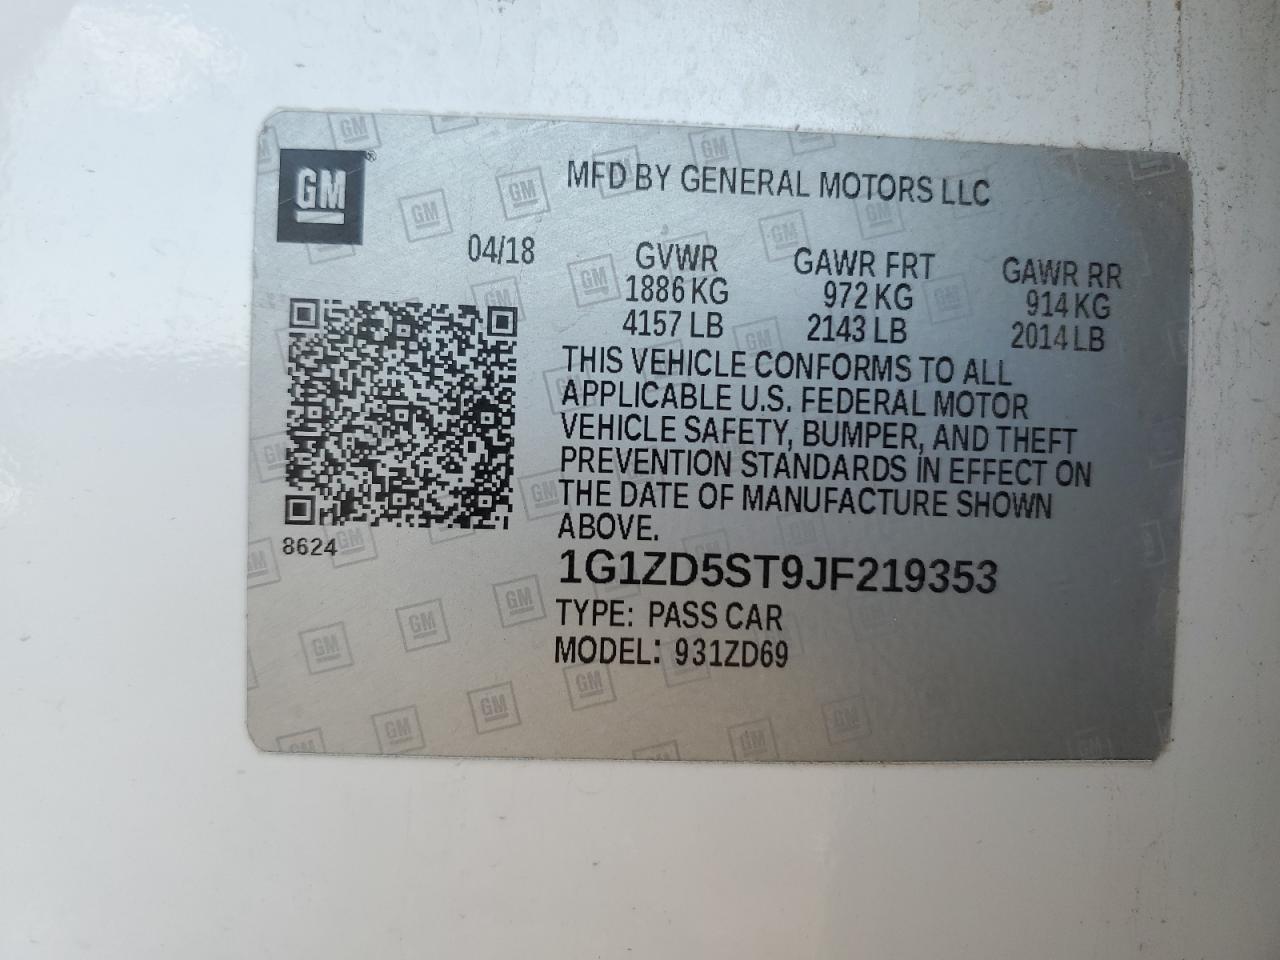 GM
MFD BY GENERAL MOTORS LLC
04/18 GVWR GAWR FRT GAWR RR
1886 KG 972 KG 914 KG
4157 LB 2143 LB 2014 LB
THIS VEHICLE CONFORMS TO ALL
APPLICABLE U.S. FEDERAL MOTOR
VEHICLE SAFETY, BUMPER, AND THEFT
PREVENTION STANDARDS IN EFFECT ON
THE DATE OF MANUFACTURE SHOWN
ABOVE.
8624
1G1ZD5ST9JF219353
TYPE: PASS CAR
MODEL: 931ZD69